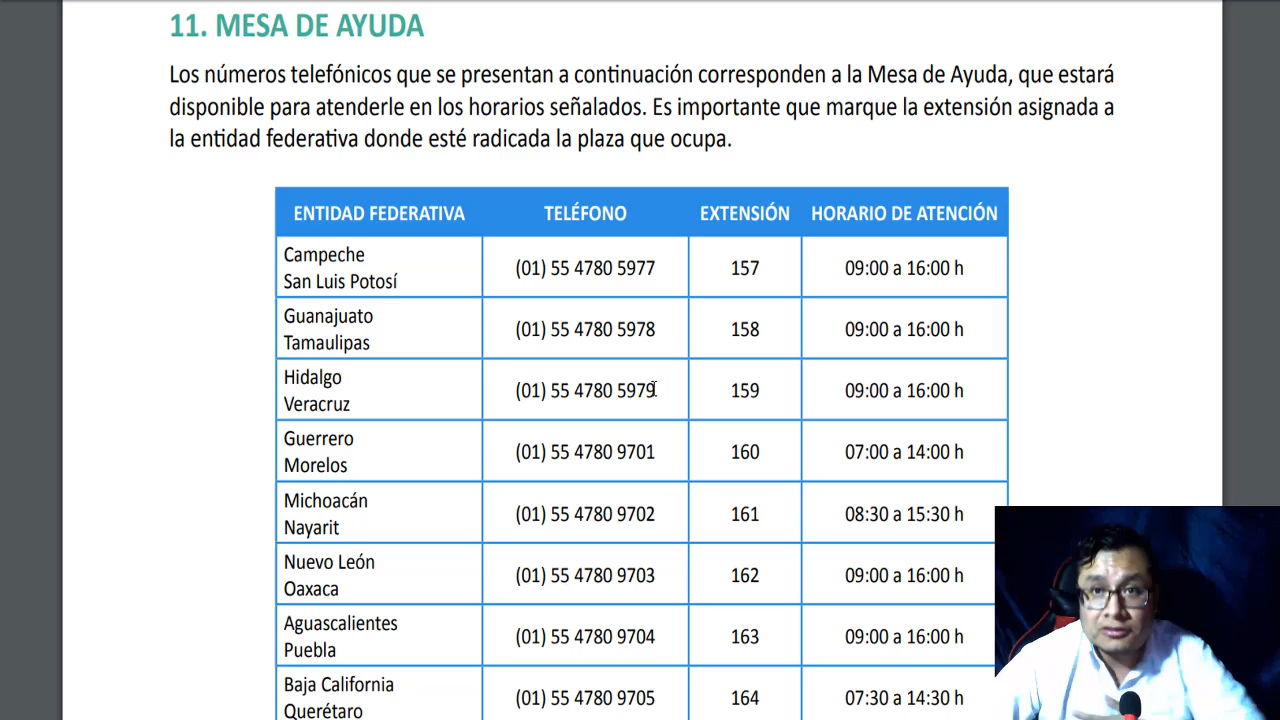 11. MESA DE AYUDA
Los números telefónicos que se presentan a continuación corresponden a la Mesa de Ayuda, que estará
disponible para atenderle en los horarios señalados. Es importante que marque la extensión asignada a
la entidad federativa donde esté radicada la plaza que ocupa.
ENTIDAD FEDERATIVA TELÉFONO EXTENSIÓN HORARIO DE ATENCIÓN
Campeche
San Luis Potosí
(01) 55 4780 5977 157 09:00 a 16:00 h
Guanajuato
Tamaulipas
(01) 55 4780 5978 158 09:00 a 16:00 h
Hidalgo
Veracruz
(01) 55 4780 5979 159 09:00 a 16:00 h
Guerrero
Morelos
(01) 55 4780 9701 160 07:00 a 14:00 h
Michoacán
Nayarit
(01) 55 4780 9702 161 08:30 a 15:30 h
Nuevo León
Oaxaca
(01) 55 4780 9703 162 09:00 a 16:00 h
Aguascalientes
Puebla
(01) 55 4780 9704 163 09:00 a 16:00 h
Baja California
Querétaro
(01) 55 4780 9705 164 07:30 a 14:30 h